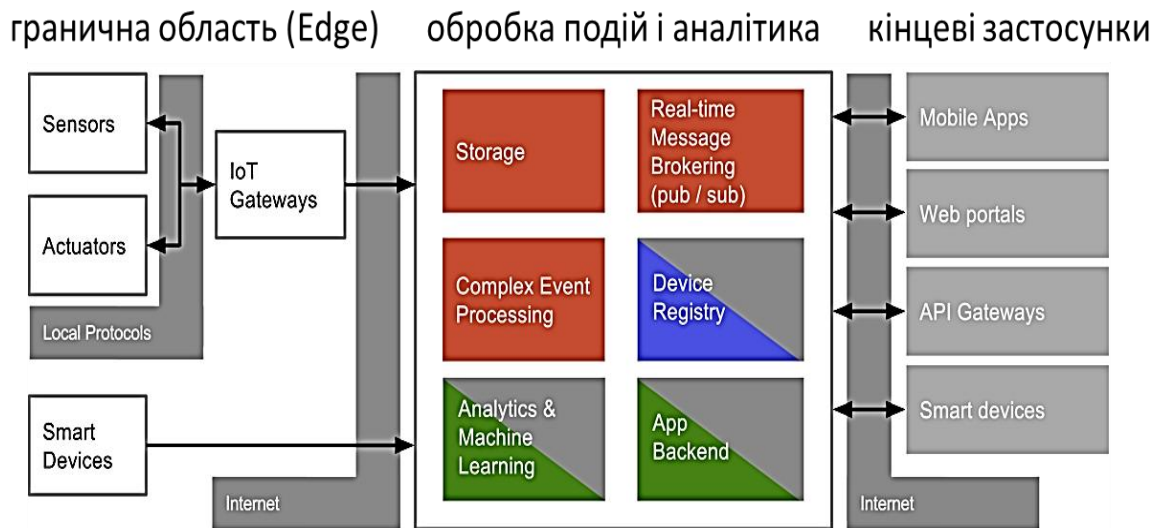 гранична область (Edge)
обробка подій і аналітика
кінцеві застосунки
Sensors
Actuators
Local Protocols
IoT
Gateways
Smart
Devices
Internet
Storage
Real-time
Message
Brokering
(pub / sub)
Complex Event
Processing
Device
Registry
Analytics &
Machine
Learning
App
Backend
Mobile Apps
Web portals
API Gateways
Smart devices
Internet